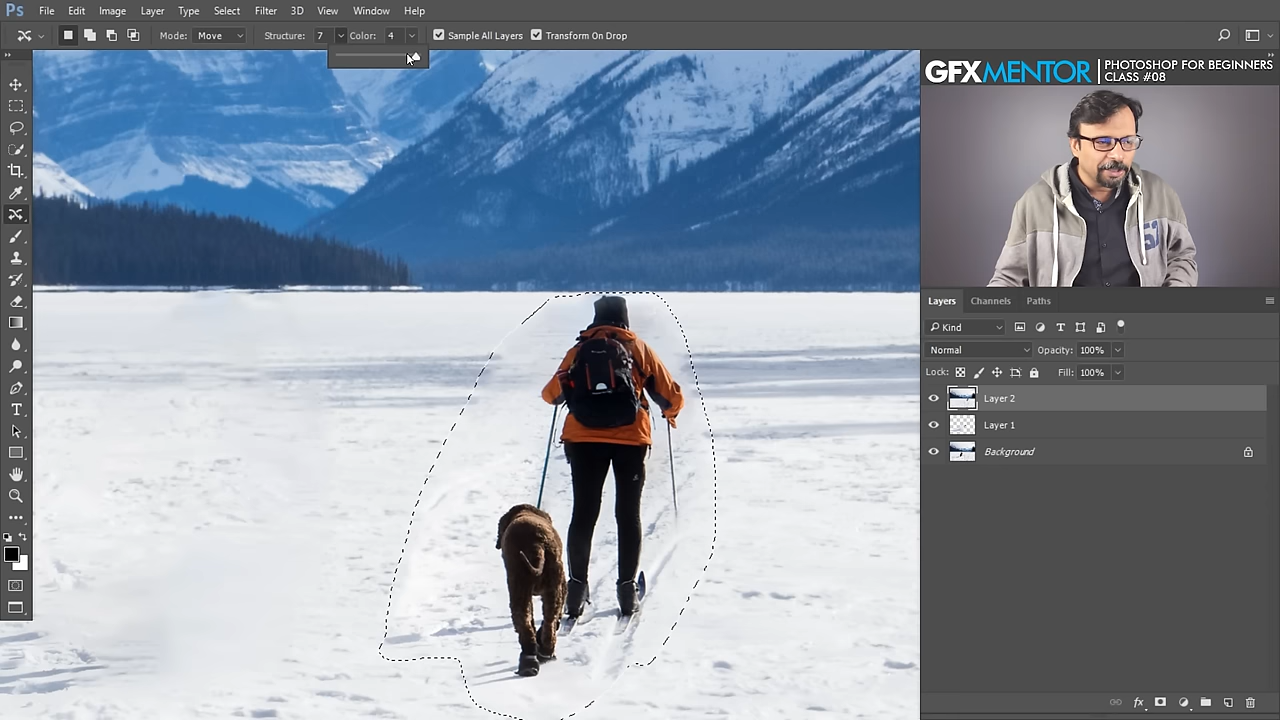 Ps File Edit Image Layer Type Select Filter 3D View Window Help
Mode: Move Structure: 7 Color: 4 Sample All Layers Transform On Drop
GFXMENTOR PHOTOSHOP FOR BEGINNERS
CLASS #08
Layers Channels Paths
Kind
Normal Opacity: 100%
Lock: Fill: 100%
Layer 2
Layer 1
Background